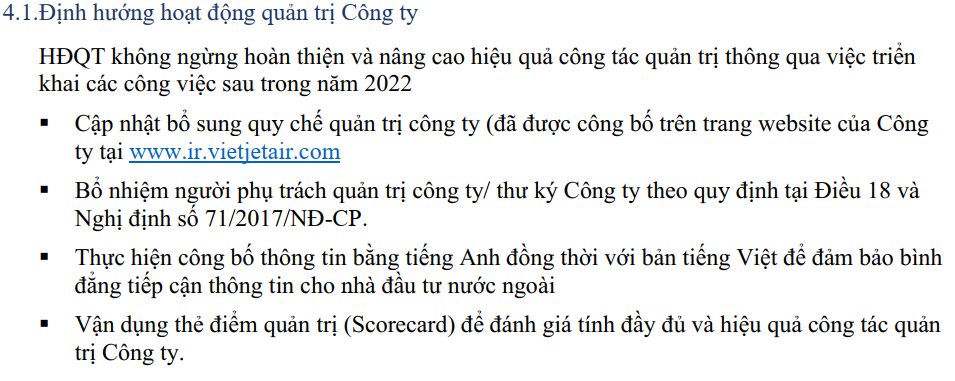 4.1.Định hướng hoạt động quản trị Công ty
HĐQT không ngừng hoàn thiện và nâng cao hiệu quả công tác quản trị thông qua việc triển
khai các công việc sau trong năm 2022
▪ Cập nhật bổ sung quy chế quản trị công ty (đã được công bố trên trang website của Công
ty tại www.ir.vietjetair.com
▪ Bổ nhiệm người phụ trách quản trị công ty/ thư ký Công ty theo quy định tại Điều 18 và
Nghị định số 71/2017/NĐ-CP.
▪ Thực hiện công bố thông tin bằng tiếng Anh đồng thời với bản tiếng Việt để đảm bảo bình
đẳng tiếp cận thông tin cho nhà đầu tư nước ngoài
▪ Vận dụng thẻ điểm quản trị (Scorecard) để đánh giá tính đầy đủ và hiệu quả công tác quản
trị Công ty.